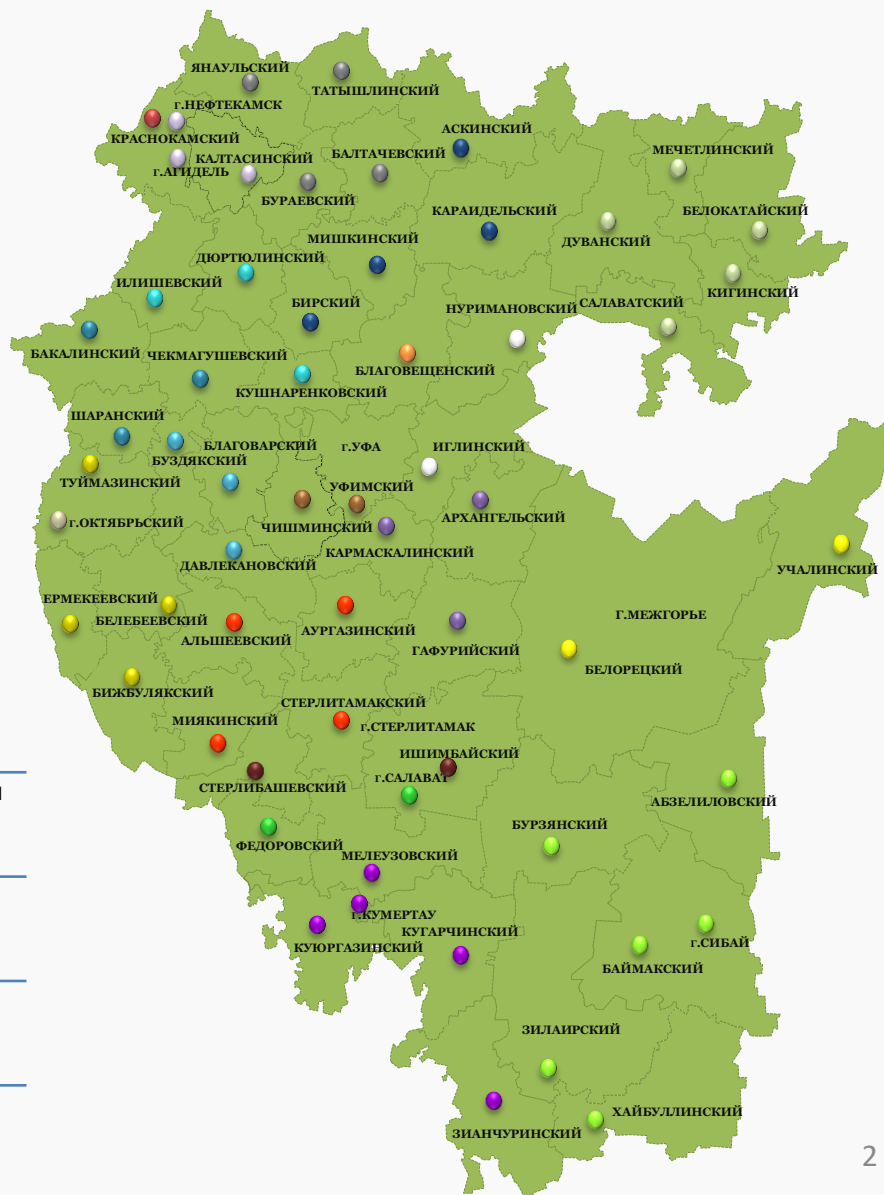 ЯНАУЛЬСКИЙ
ТАТЫШЛИНСКИЙ
г.НЕФТЕКАМСК
КРАСНОКАМСКИЙ
АСКИНСКИЙ
КАЛТАСИНСКИЙ
БАЛТАЧЕВСКИЙ
МЕЧЕТЛИНСКИЙ
г.АГИДЕЛЬ
БУРАЕВСКИЙ
КАРАИДЕЛЬСКИЙ
БЕЛОКАТАЙСКИЙ
МИШКИНСКИЙ
ДУВАНСКИЙ
ДЮРТЮЛИНСКИЙ
ИЛИШЕВСКИЙ
КИГИНСКИЙ
БИРСКИЙ
НУРИМАНОВСКИЙ
САЛАВАТСКИЙ
БАКАЛИНСКИЙ
ЧЕКМАГУШЕВСКИЙ
БЛАГОВЕЩЕНСКИЙ
КУШНАРЕНКОВСКИЙ
ШАРАНСКИЙ
БЛАГОВАРСКИЙ
г.УФА
ИГЛИНСКИЙ
БУЗДЯКСКИЙ
ТУЙМАЗИНСКИЙ
УФИМСКИЙ
г.ОКТЯБРЬСКИЙ
ЧИШМИНСКИЙ
АРХАНГЕЛЬСКИЙ
КАРМАСКАЛИНСКИЙ
ДАВЛЕКАНОВСКИЙ
УЧАЛИНСКИЙ
ЕРМЕКЕЕВСКИЙ
БЕЛЕБЕЕВСКИЙ
Г.МЕЖГОРЬЕ
АЛЬШЕЕВСКИЙ
АУРГАЗИНСКИЙ
ГАФУРИЙСКИЙ
БЕЛОРЕЦКИЙ
БИЖБУЛЯКСКИЙ
СТЕРЛИТАМАКСКИЙ
МИЯКИНСКИЙ
г.СТЕРЛИТАМАК
ИШИМБАЙСКИЙ
г.САЛАВАТ
СТЕРЛИБАШЕВСКИЙ
АБЗЕЛИЛОВСКИЙ
БУРЗЯНСКИЙ
ФЕДОРОВСКИЙ
МЕЛЕУЗОВСКИЙ
г.КУМЕРТАУ
КУГАРЧИНСКИЙ
КУЮРГАЗИНСКИЙ
г.СИБАЙ
БАЙМАКСКИЙ
ЗИЛАИРСКИЙ
ХАЙБУЛЛИНСКИЙ
ЗИАНЧУРИНСКИЙ
2